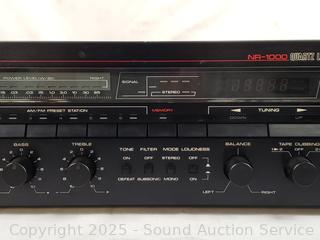 NR-1000 QUARTZ L
POWER LEVEL(W/8Ω) RIGHT
SIGNAL
STEREO
AM/FM PRESET STATION
MEMORY
TUNING
DOWN UP
BASS TREBLE TONE FILTER MODE LOUDNESS BALANCE TAPE DUBBING
ON OFF STEREO OFF
DEFEAT SUBSONIC MONO ON
LEFT RIGHT
Copyright 2025 - Sound Auction Service